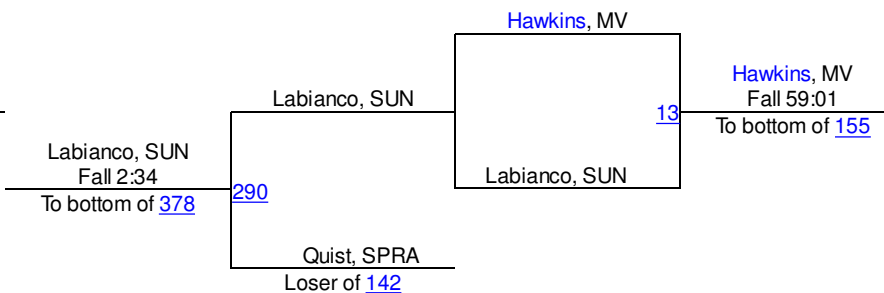 Hawkins, MV
Hawkins, MV
Fall 59:01
To bottom of 155
13
Labianco, SUN
Labianco, SUN
Labianco, SUN
Fall 2:34
To bottom of 378
290
Quist, SPRA
Loser of 142